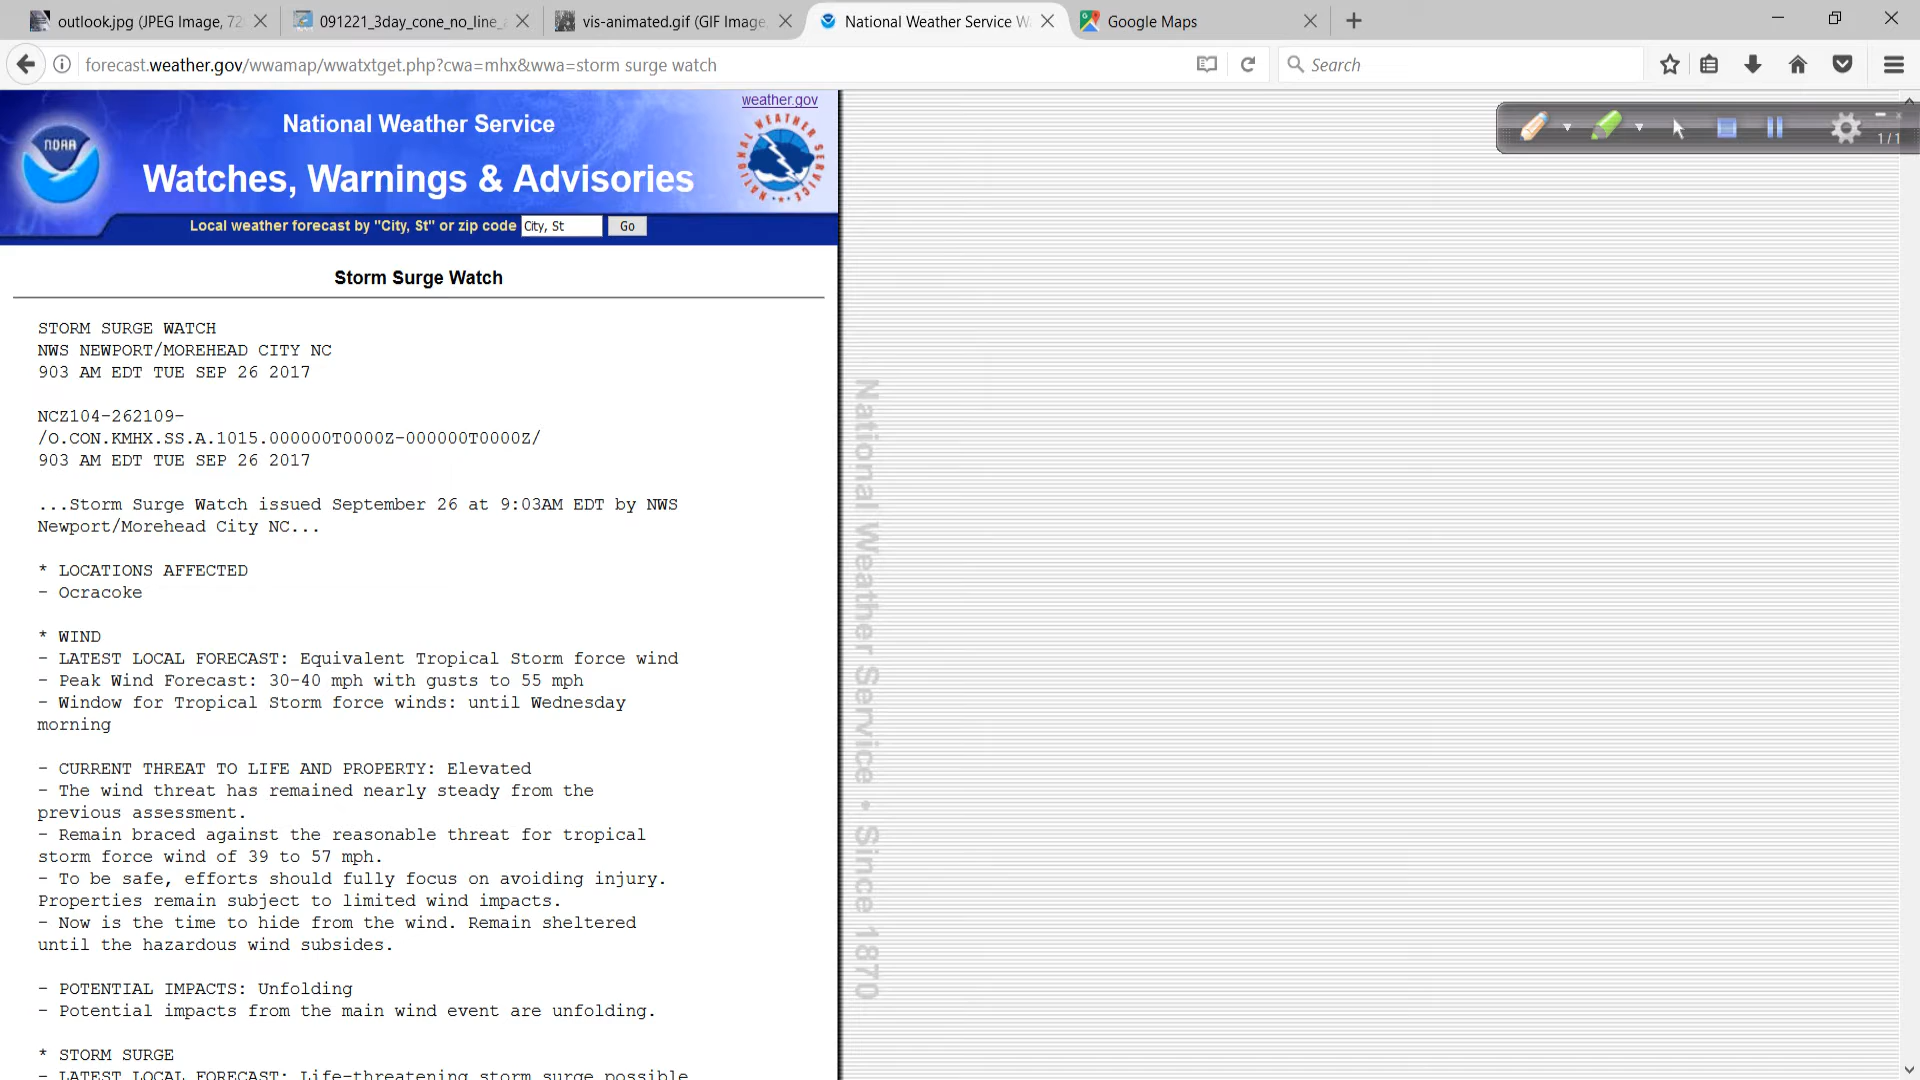 outlook.jpg (JPEG Image, 72
091221_3day_cone_no_line_
vis-animated.gif (GIF Image,
National Weather Service W
Google Maps
forecast.weather.gov/wwamap/wwatxtget.php?cwa=mhx&wwa=storm surge watch
Search
weather.gov
National Weather Service
NOAA
NATIONAL WEATHER SERVICE
Watches, Warnings & Advisories
1/1
Local weather forecast by "City, St" or zip code City, St Go
Storm Surge Watch
STORM SURGE WATCH
NWS NEWPORT/MOREHEAD CITY NC
903 AM EDT TUE SEP 26 2017
NCZ104-262109-
/O.CON.KMHX.SS.A.1015.000000T0000Z-000000T0000Z/
903 AM EDT TUE SEP 26 2017
...Storm Surge Watch issued September 26 at 9:03AM EDT by NWS
Newport/Morehead City NC...
* LOCATIONS AFFECTED
- Ocracoke
* WIND
- LATEST LOCAL FORECAST: Equivalent Tropical Storm force wind
- Peak Wind Forecast: 30-40 mph with gusts to 55 mph
- Window for Tropical Storm force winds: until Wednesday
morning
- CURRENT THREAT TO LIFE AND PROPERTY: Elevated
- The wind threat has remained nearly steady from the
previous assessment.
- Remain braced against the reasonable threat for tropical
storm force wind of 39 to 57 mph.
- To be safe, efforts should fully focus on avoiding injury.
Properties remain subject to limited wind impacts.
- Now is the time to hide from the wind. Remain sheltered
until the hazardous wind subsides.
- POTENTIAL IMPACTS: Unfolding
- Potential impacts from the main wind event are unfolding.
* STORM SURGE
- LATEST LOCAL FORECAST: Life-threatening storm surge possible
National Weather Service • Since 1870